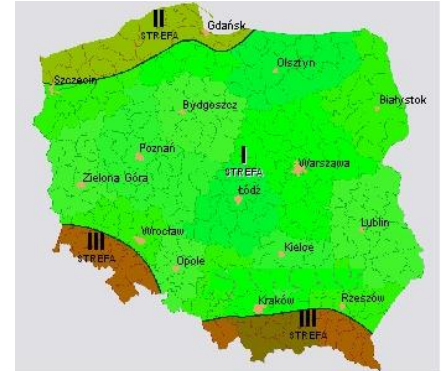 II
STREFA
Gdańsk
Olsztyn
Szczecin
Białystok
Bydgoszcz
Poznań
I
STREFA
Warszawa
Zielona Góra
Łódź
Lublin
III
STREFA
Wrocław
Kielce
Opole
Kraków
Rzeszów
III
STREFA